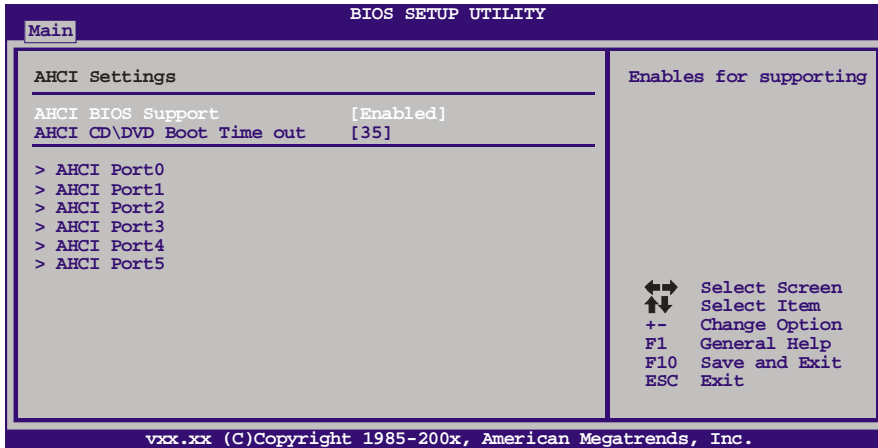 BIOS SETUP UTILITY
Main
AHCI Settings
AHCI BIOS Support [Enabled]
AHCI CD\DVD Boot Time out [35]
> AHCI Port0
> AHCI Port1
> AHCI Port2
> AHCI Port3
> AHCI Port4
> AHCI Port5
Enables for supporting
Select Screen
Select Item
+- Change Option
F1 General Help
F10 Save and Exit
ESC Exit
vxx.xx (C)Copyright 1985-200x, American Megatrends, Inc.